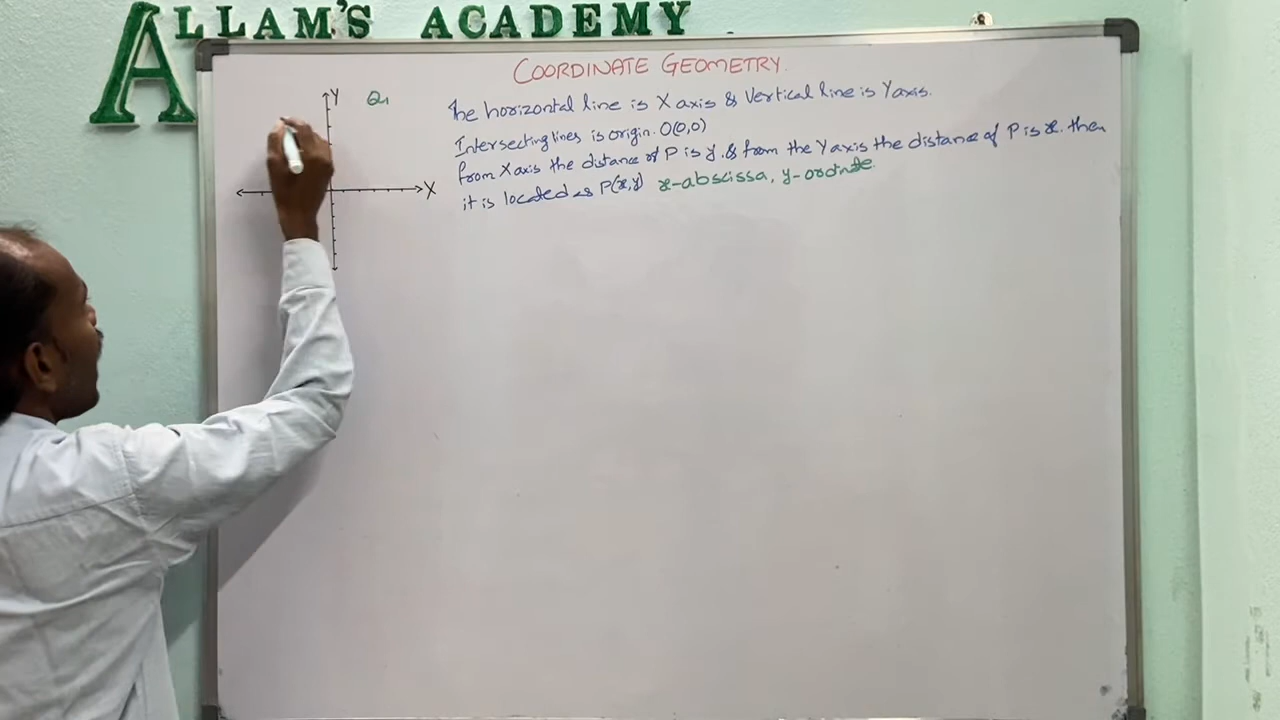 ALLAM'S ACADEMY.
COORDINATE GEOMETRY.
Y Q1
The horizontal line is X axis & Vertical line is Y axis.
Intersecting lines is origin. O(0,0)
from X axis the distance of P is y. & from the Y axis the distance of P is x. then
it is located as P(x,y) x-abscissa, y-ordinate.
X